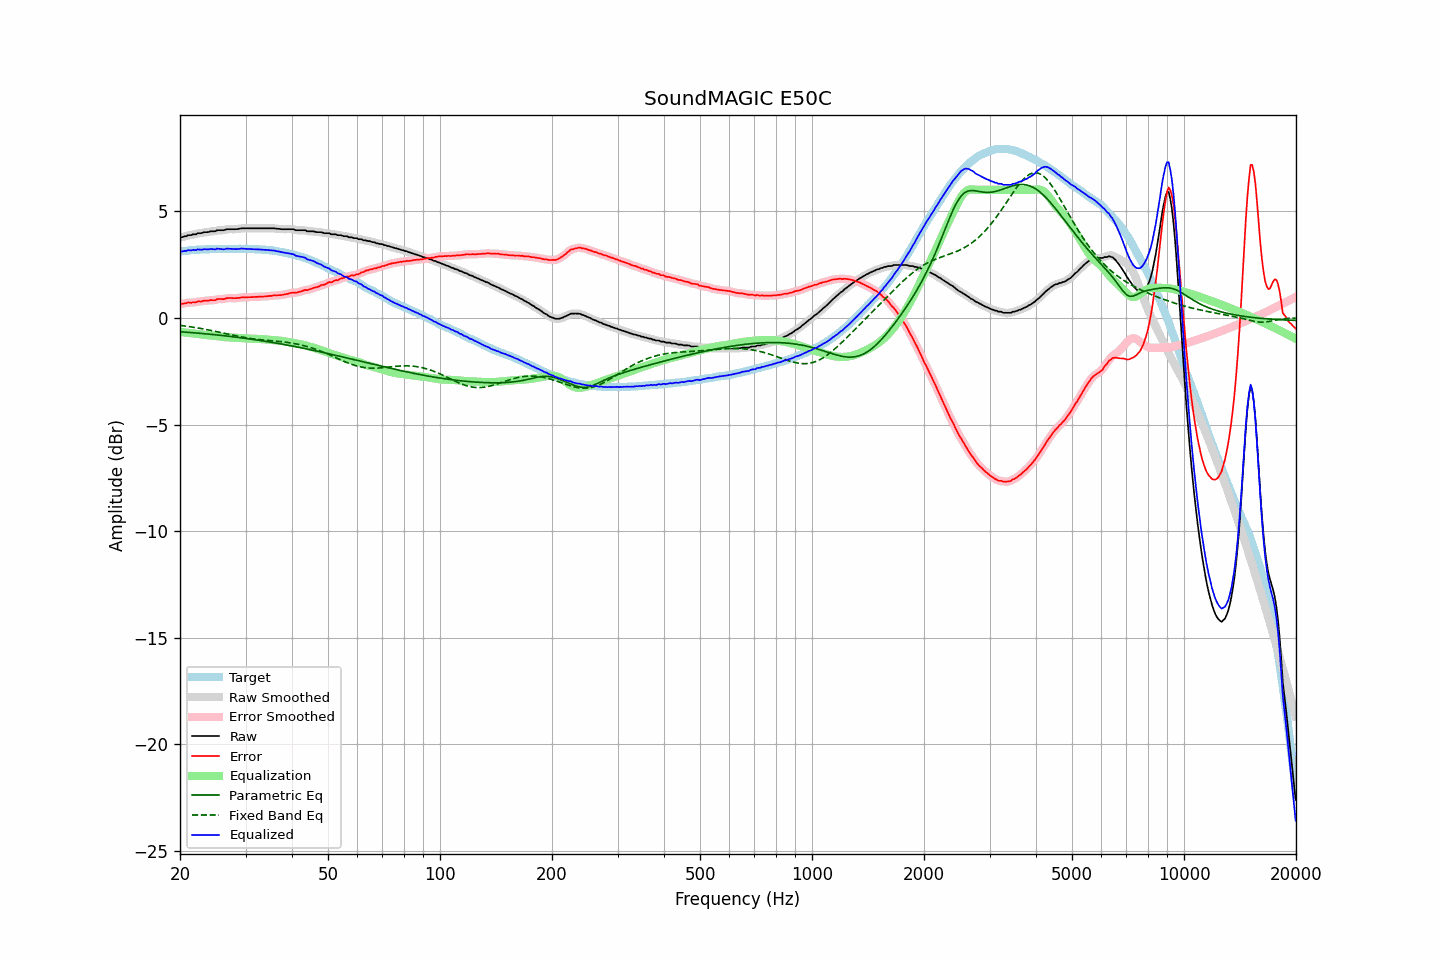 SoundMAGIC E50C
Amplitude (dBr)
5
0
−5
−10
−15
−20
−25
Target
Raw Smoothed
Error Smoothed
Raw
Error
Equalization
Parametric Eq
Fixed Band Eq
Equalized
20 50 100 200 500 1000 2000 5000 10000 20000
Frequency (Hz)